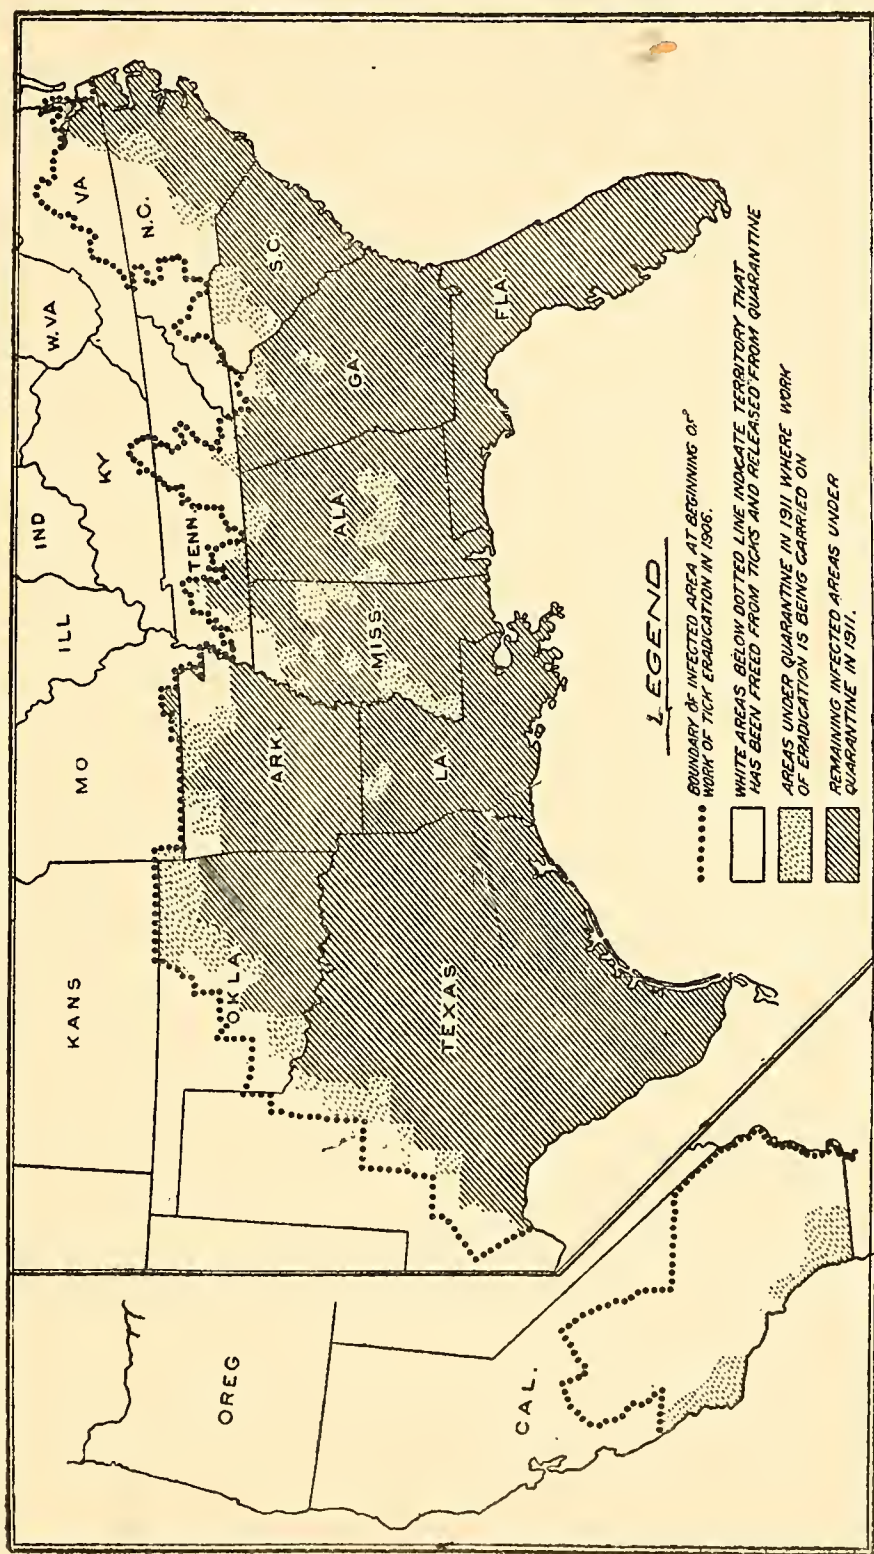 OREG
CAL.
KANS
MO
ILL
IND
KY
W.VA
VA
N.C.
TENN.
OKLA
ARK.
TEXAS
LA.
MISS.
ALA.
GA.
S.C.
FLA.
LEGEND
BOUNDARY OF INFECTED AREA AT BEGINNING OF
WORK OF TICK ERADICATION IN 1906.
WHITE AREAS BELOW DOTTED LINE INDICATE TERRITORY THAT
HAS BEEN FREED FROM TICKS AND RELEASED FROM QUARANTINE
AREAS UNDER QUARANTINE IN 1911 WHERE WORK
OF ERADICATION IS BEING CARRIED ON
REMAINING INFECTED AREAS UNDER
QUARANTINE IN 1911.